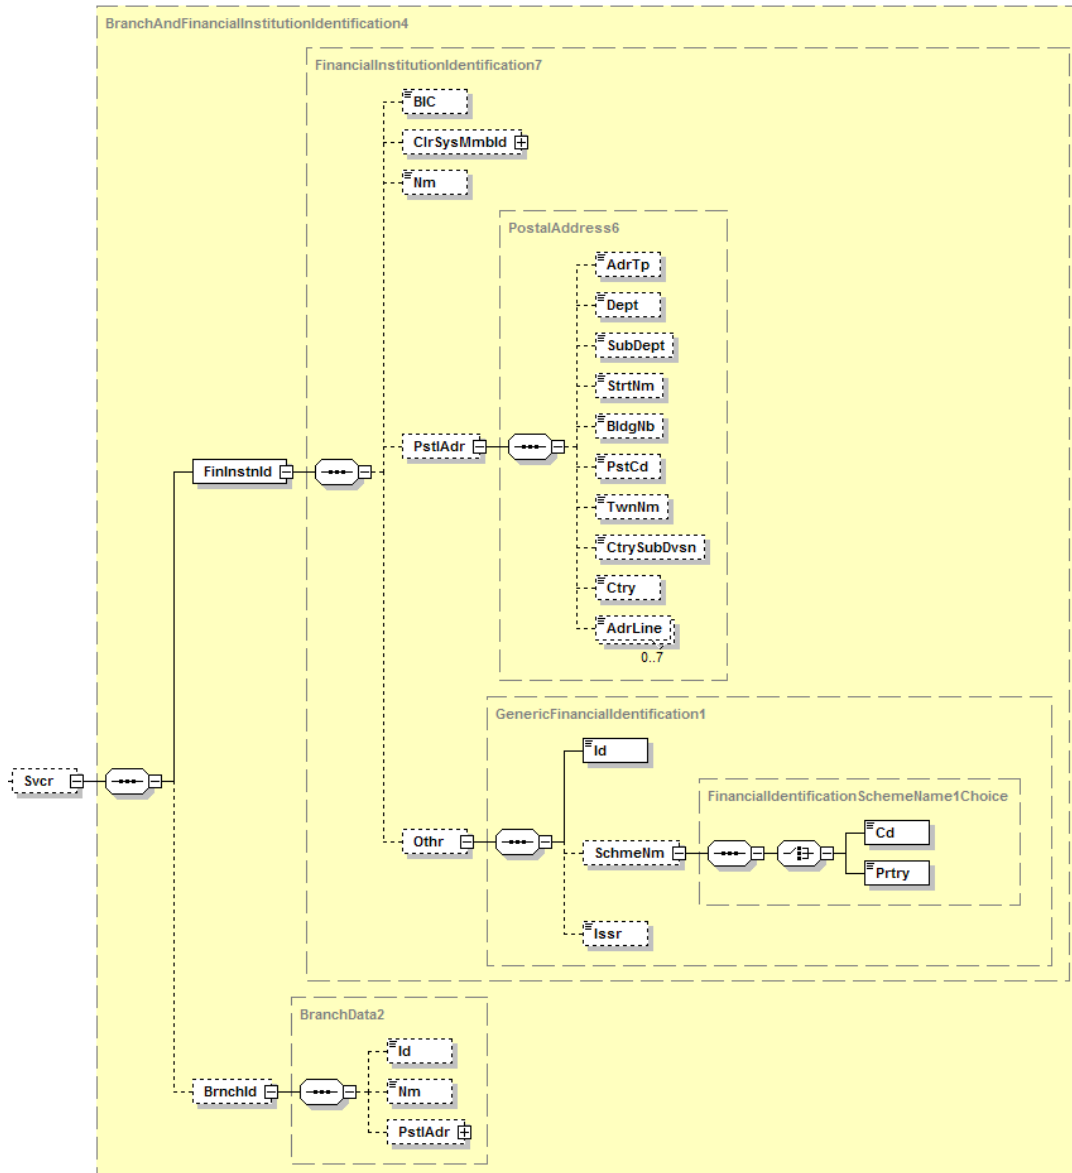 BranchAndFinancialInstitutionIdentification4
FinancialInstitutionIdentification7
BIC
ClrSysMmbId
Nm
PostalAddress6
AdrTp
Dept
SubDept
StrtNm
BldgNb
PstlAdr
PstCd
FinInstnId
TwnNm
CtrySubDvsn
Ctry
AdrLine
0..7
GenericFinancialIdentification1
Id
Svcr
FinancialIdentificationSchemeName1Choice
Cd
Othr
SchmeNm
Prtry
Issr
BranchData2
Id
BrnchId
Nm
PstlAdr